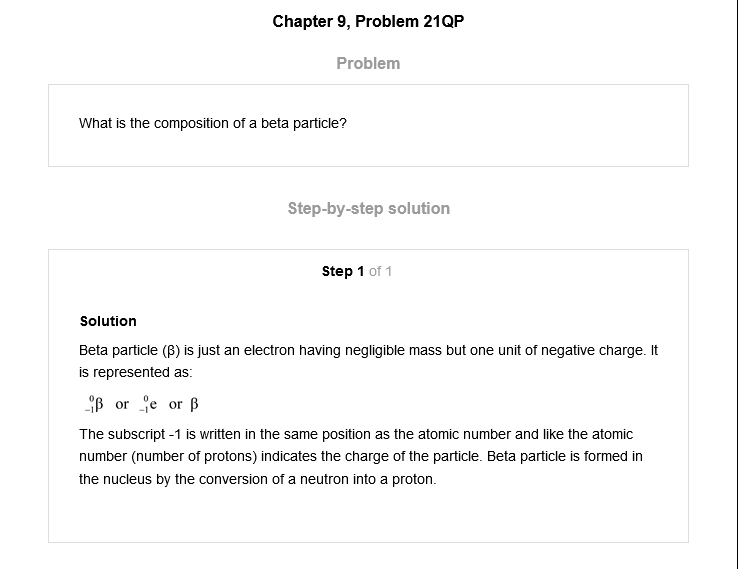 Chapter 9, Problem 21QP
Problem
What is the composition of a beta particle?
Step-by-step solution
Step 1 of 1
Solution
Beta particle (β) is just an electron having negligible mass but one unit of negative charge. It
is represented as:
⁰₋₁β or ⁰₋₁e or β
The subscript -1 is written in the same position as the atomic number and like the atomic
number (number of protons) indicates the charge of the particle. Beta particle is formed in
the nucleus by the conversion of a neutron into a proton.